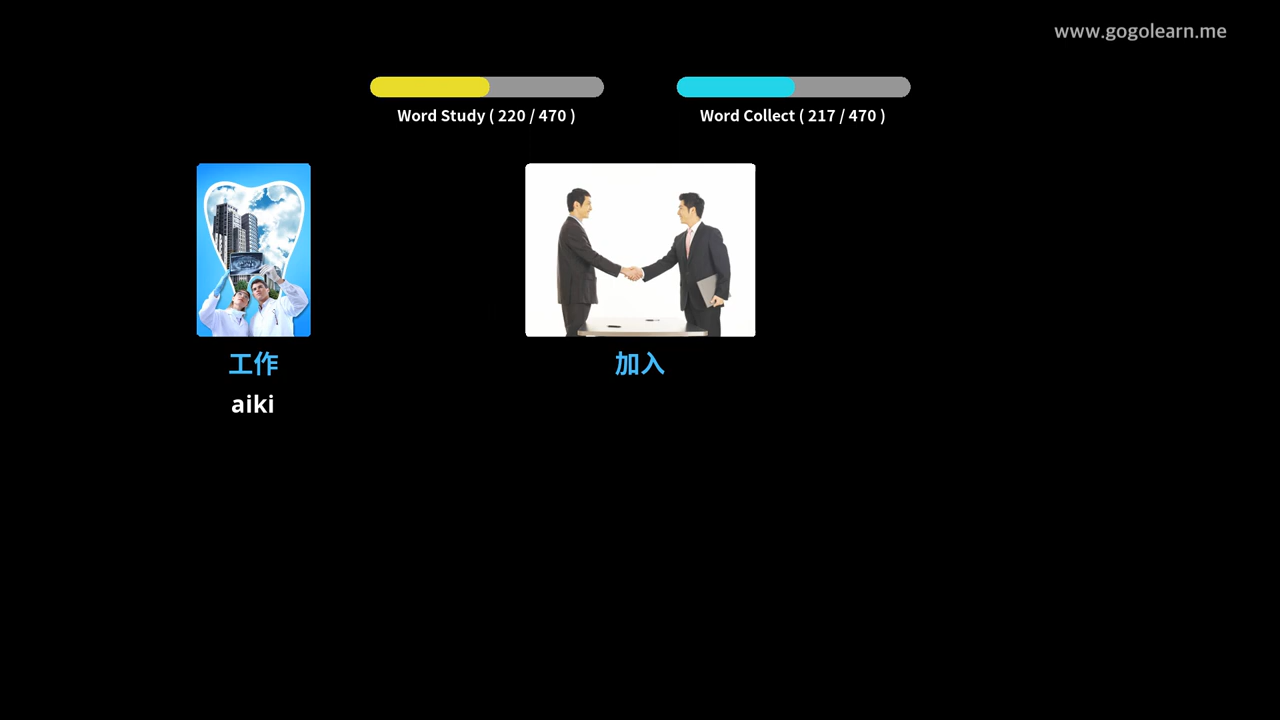 www.gogolearn.me
Word Study ( 220 / 470 )
Word Collect ( 217 / 470 )
工作
aiki
加入